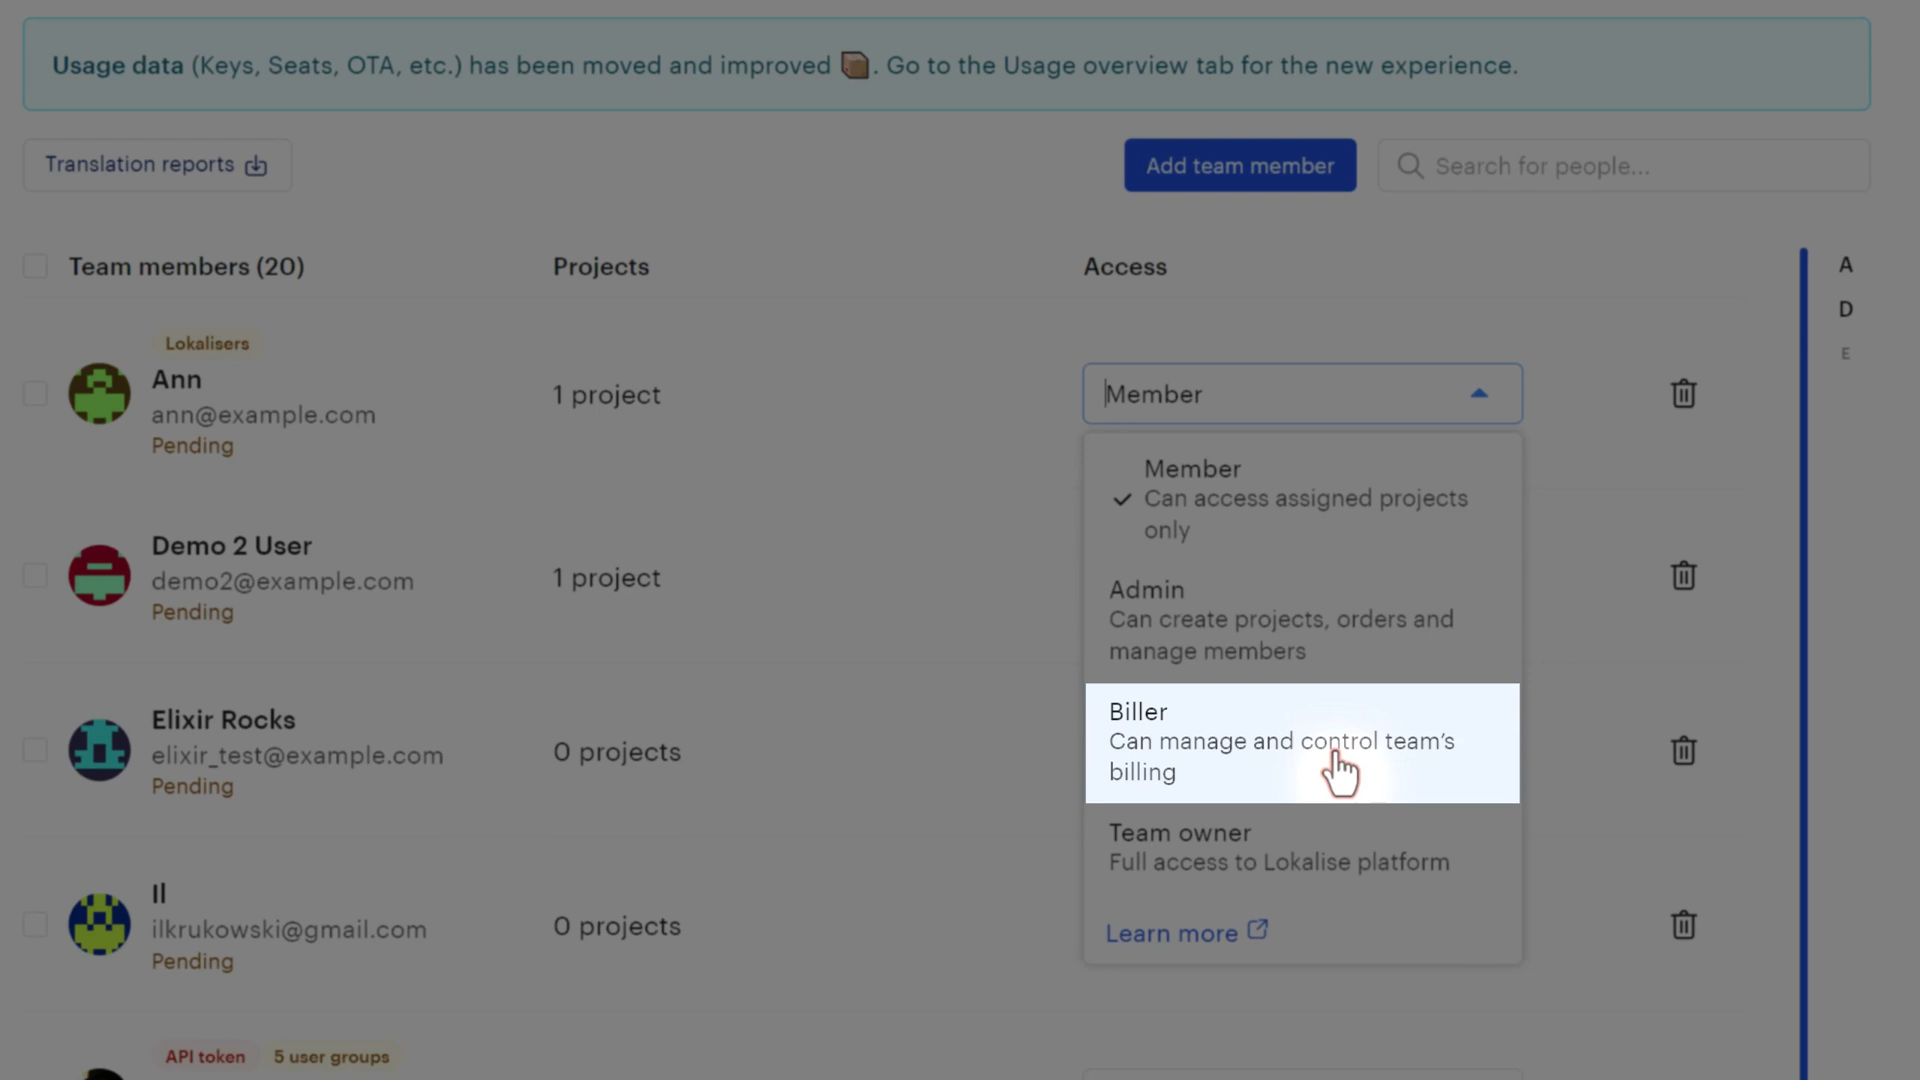 Usage data (Keys, Seats, OTA, etc.) has been moved and improved 📦. Go to the Usage overview tab for the new experience.
Translation reports
Add team member
Search for people...
Team members (20)
Projects
Access
A
D
E
Lokalisers
Ann
ann@example.com
Pending
1 project
Member
Member
Can access assigned projects
only
Admin
Can create projects, orders and
manage members
Biller
Can manage and control team's
billing
Team owner
Full access to Lokalise platform
Learn more
Demo 2 User
demo2@example.com
Pending
1 project
Elixir Rocks
elixir_test@example.com
Pending
0 projects
Il
ilkrukowski@gmail.com
Pending
0 projects
API token
5 user groups